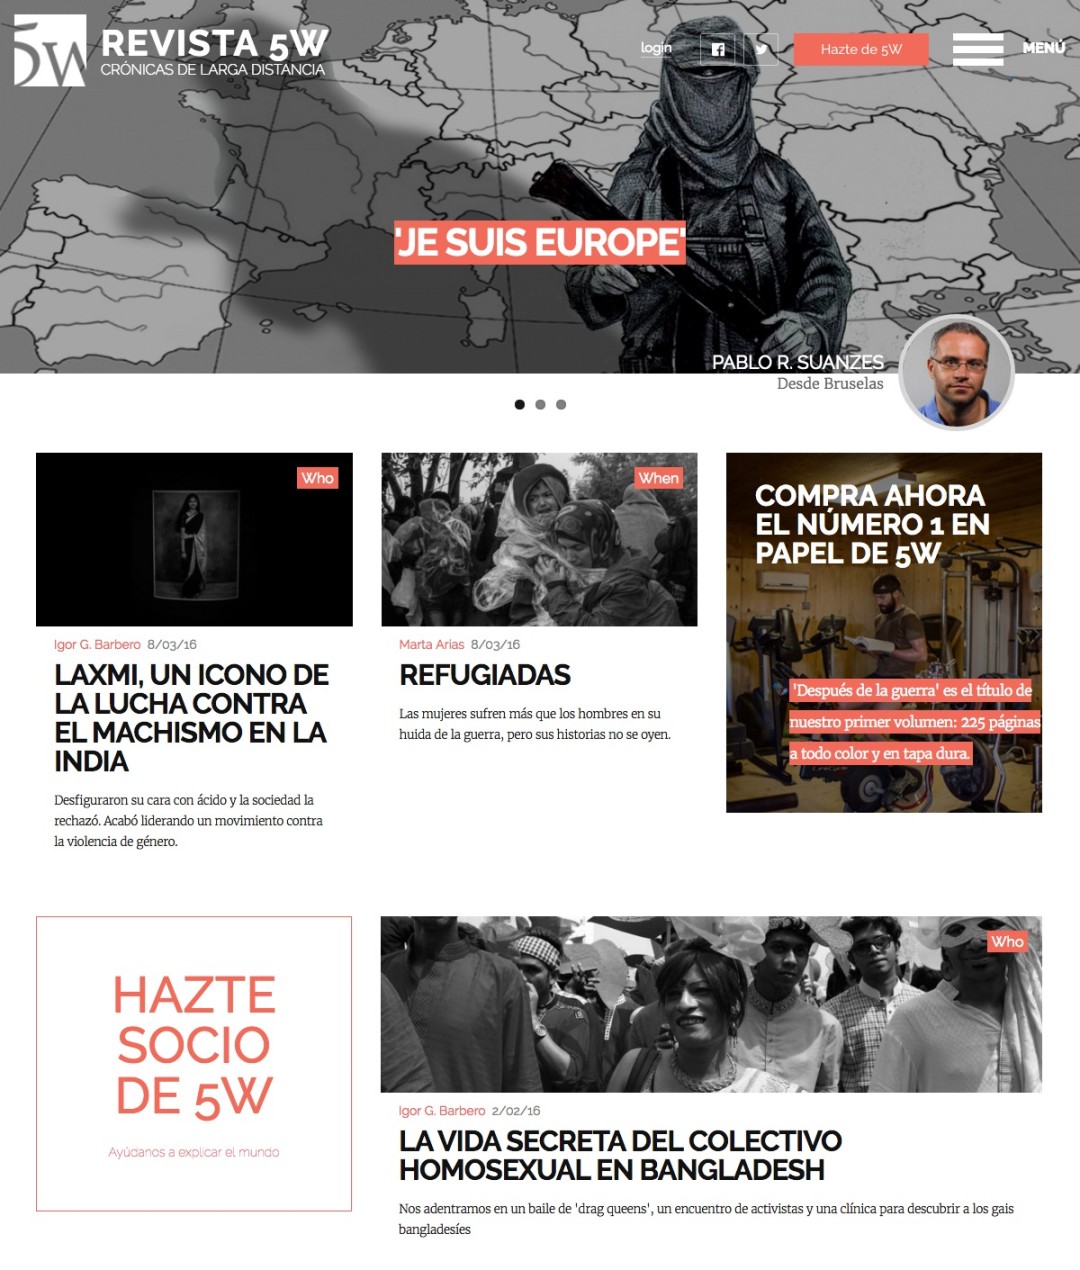 5W
REVISTA 5W
CRÓNICAS DE LARGA DISTANCIA
login
Hazte de 5W
MENÚ
'JE SUIS EUROPE'
PABLO R. SUANZES
Desde Bruselas
Who
Igor G. Barbero 8/03/16
LAXMI, UN ICONO DE
LA LUCHA CONTRA
EL MACHISMO EN LA
INDIA
Desfiguraron su cara con ácido y la sociedad la
rechazó. Acabó liderando un movimiento contra
la violencia de género.
When
Marta Arias 8/03/16
REFUGIADAS
Las mujeres sufren más que los hombres en su
huida de la guerra, pero sus historias no se oyen.
COMPRA AHORA
EL NÚMERO 1 EN
PAPEL DE 5W
'Después de la guerra' es el título de
nuestro primer volumen: 225 páginas
a todo color y en tapa dura.
HAZTE
SOCIO
DE 5W
Ayúdanos a explicar el mundo
Who
Igor G. Barbero 2/02/16
LA VIDA SECRETA DEL COLECTIVO
HOMOSEXUAL EN BANGLADESH
Nos adentramos en un baile de 'drag queens', un encuentro de activistas y una clínica para descubrir a los gais
bangladesíes